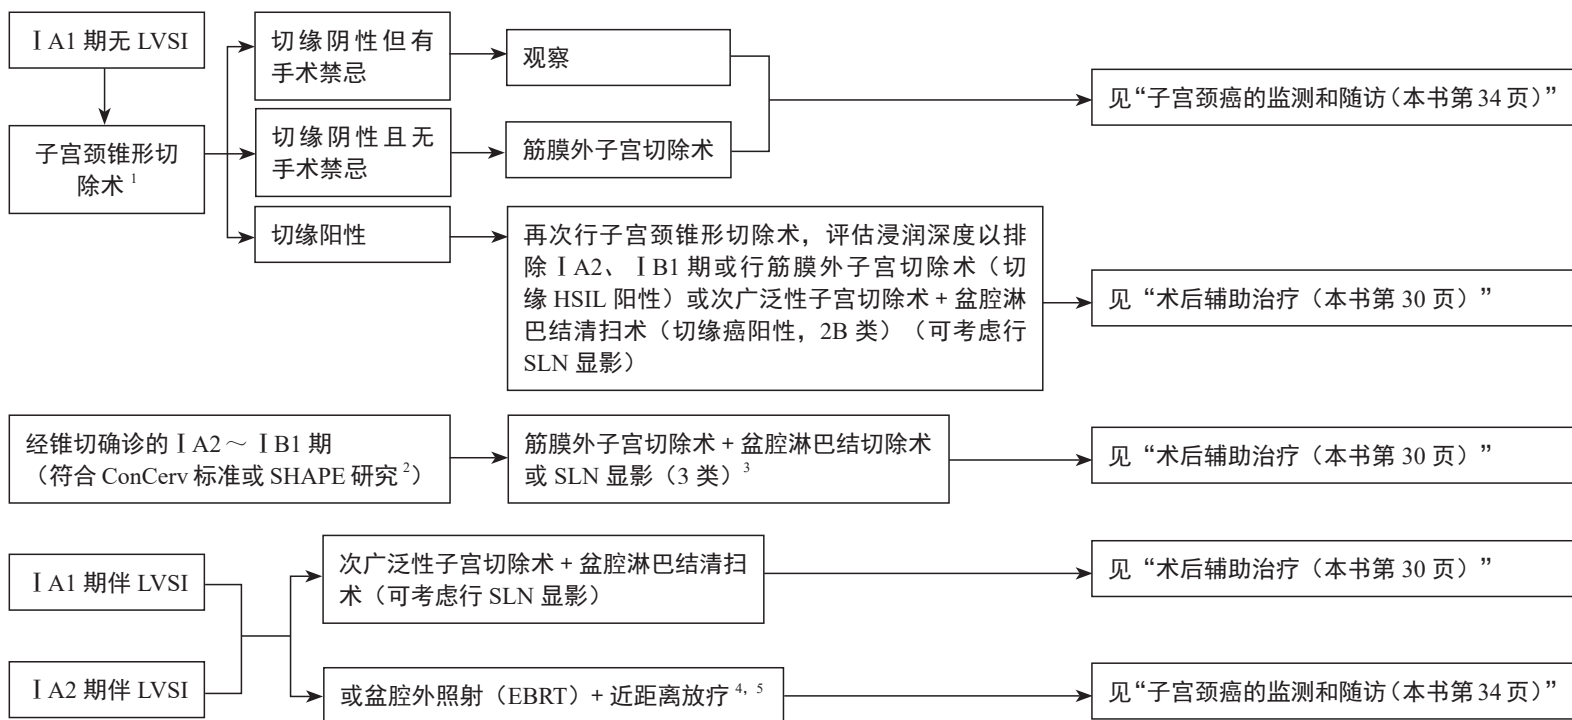 ⅠA1 期无 LVSI
子宫颈锥形切
除术 1
切缘阴性但有
手术禁忌
观察
切缘阴性且无
手术禁忌
筋膜外子宫切除术
见“子宫颈癌的监测和随访(本书第 34 页)”
切缘阳性
再次行子宫颈锥形切除术，评估浸润深度以排
除ⅠA2、ⅠB1 期或行筋膜外子宫切除术（切
缘 HSIL 阳性）或次广泛性子宫切除术 + 盆腔淋
巴结清扫术（切缘癌阳性，2B 类）（可考虑行
SLN 显影）
见“术后辅助治疗（本书第 30 页）”
经锥切确诊的ⅠA2～ⅠB1 期
（符合 ConCerv 标准或 SHAPE 研究 2）
筋膜外子宫切除术 + 盆腔淋巴结切除术
或 SLN 显影（3 类）3
见“术后辅助治疗（本书第 30 页）”
ⅠA1 期伴 LVSI
ⅠA2 期伴 LVSI
次广泛性子宫切除术 + 盆腔淋巴结清扫
术（可考虑行 SLN 显影）
见“术后辅助治疗（本书第 30 页）”
或盆腔外照射（EBRT）+ 近距离放疗 4，5
见“子宫颈癌的监测和随访(本书第 34 页)”